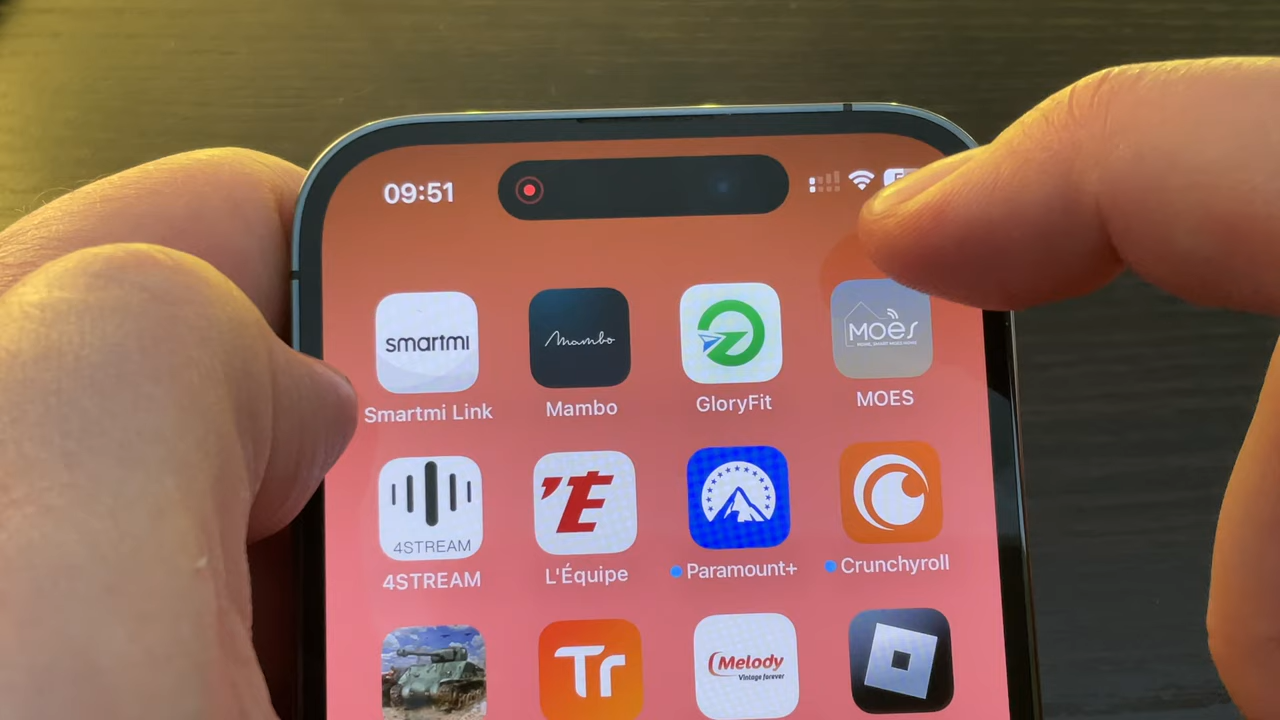 09:51
smartmi
Mambo
MOES
Smartmi Link
Mambo
GloryFit
MOES
4STREAM
'É
4STREAM
L'Équipe
Paramount+
Crunchyroll
Tr
Melody
Vintage forever